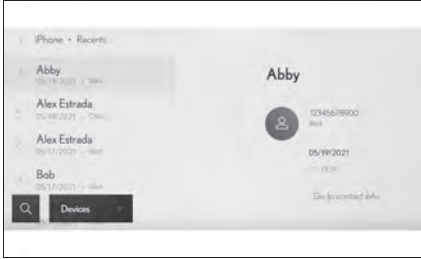 iPhone • Recents
Abby
05/19/2021
Alex Estrada
05/18/2021
Alex Estrada
05/17/2021
Bob
05/17/2021
Devices
Abby
12345678900
Work
05/19/2021
Go to contact info